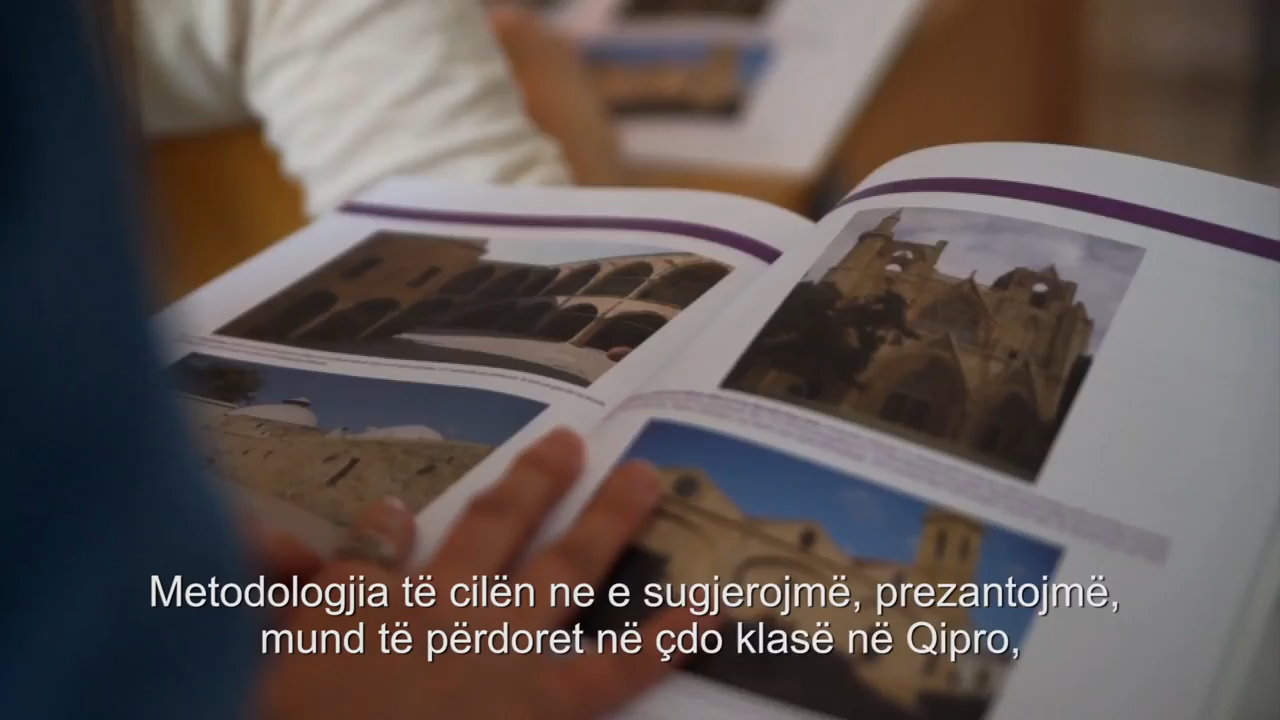 Metodologjia të cilën ne e sugjerojmë, prezantojmë,
mund të përdoret në çdo klasë në Qipro,